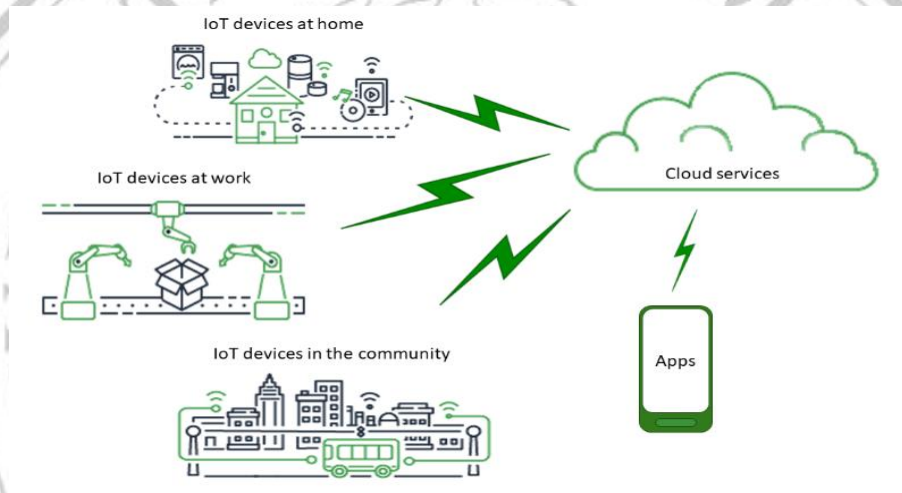 IoT devices at home
Cloud services
IoT devices at work
IoT devices in the community
Apps